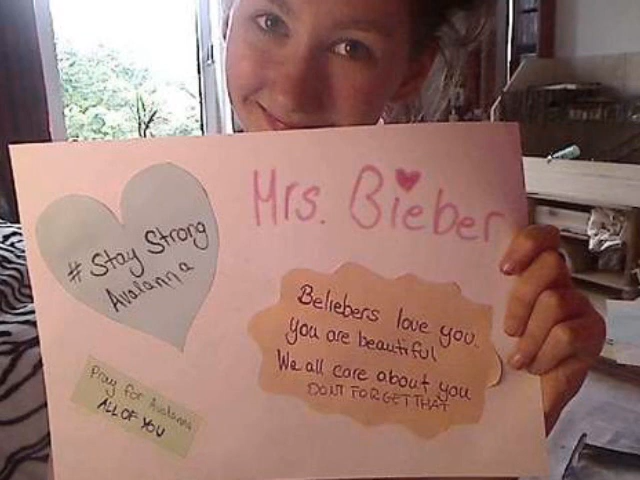 Mrs. Bieber
# Stay Strong
Avalanna
Beliebers love you.
you are beautiful
We all care about you
DONT FORGET THAT
Pray for Avalanna
ALL OF YOU